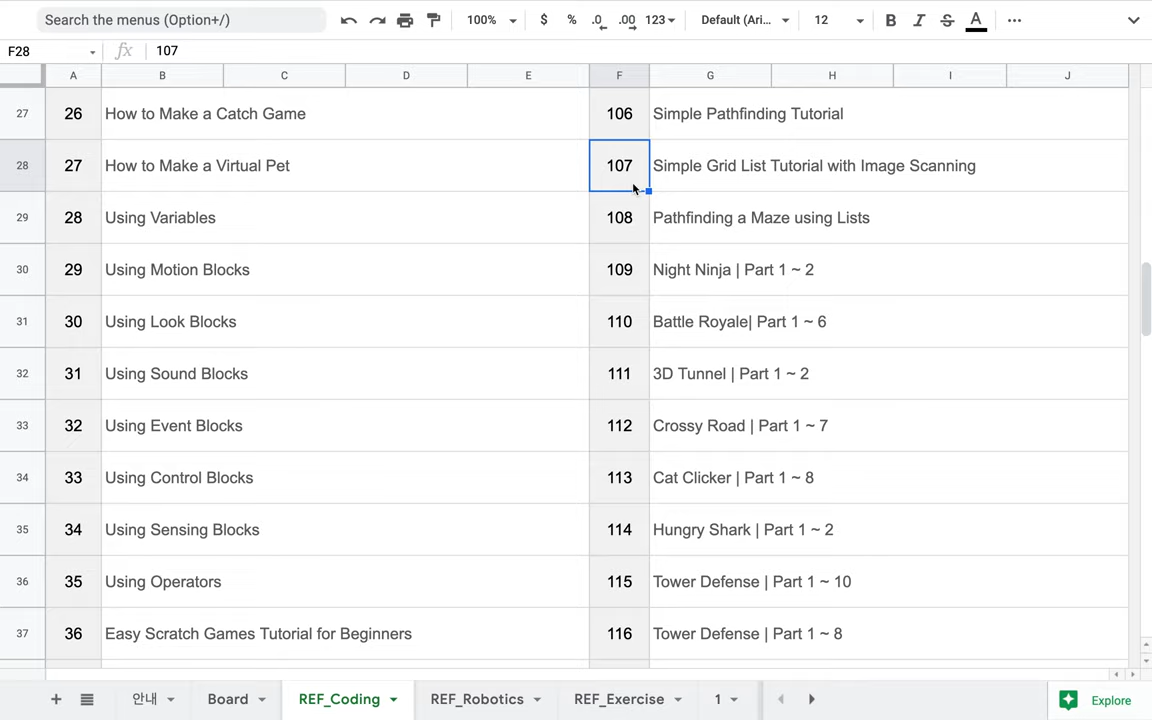 Search the menus (Option+/) 100% $ % .0 .00 123 Default (Ari... 12 B I S A ...
F28 fx 107
A B C D E F G H I J
27 26 How to Make a Catch Game 106 Simple Pathfinding Tutorial
28 27 How to Make a Virtual Pet 107 Simple Grid List Tutorial with Image Scanning
29 28 Using Variables 108 Pathfinding a Maze using Lists
30 29 Using Motion Blocks 109 Night Ninja | Part 1 ~ 2
31 30 Using Look Blocks 110 Battle Royale| Part 1 ~ 6
32 31 Using Sound Blocks 111 3D Tunnel | Part 1 ~ 2
33 32 Using Event Blocks 112 Crossy Road | Part 1 ~ 7
34 33 Using Control Blocks 113 Cat Clicker | Part 1 ~ 8
35 34 Using Sensing Blocks 114 Hungry Shark | Part 1 ~ 2
36 35 Using Operators 115 Tower Defense | Part 1 ~ 10
37 36 Easy Scratch Games Tutorial for Beginners 116 Tower Defense | Part 1 ~ 8
+ 안내 Board REF_Coding REF_Robotics REF_Exercise 1 Explore